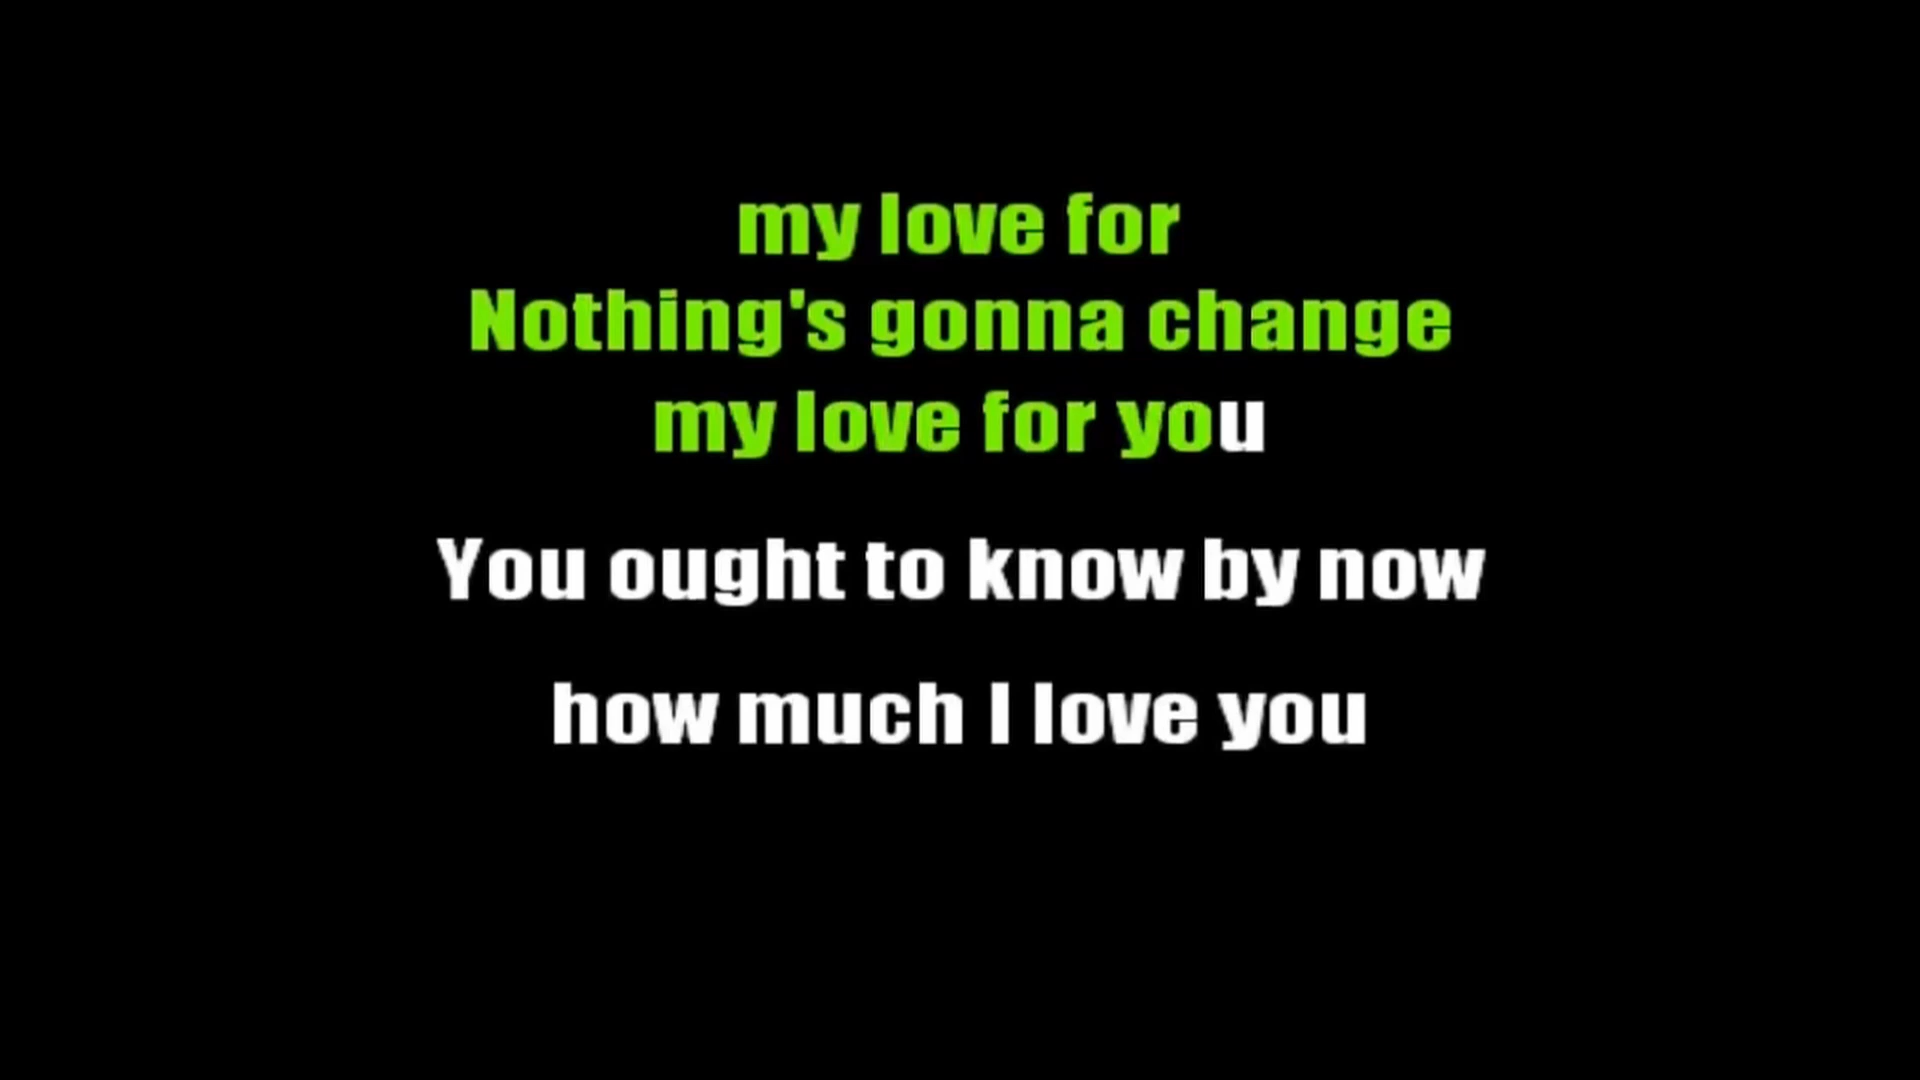 my love for
Nothing's gonna change
my love for you
You ought to know by now
how much I love you